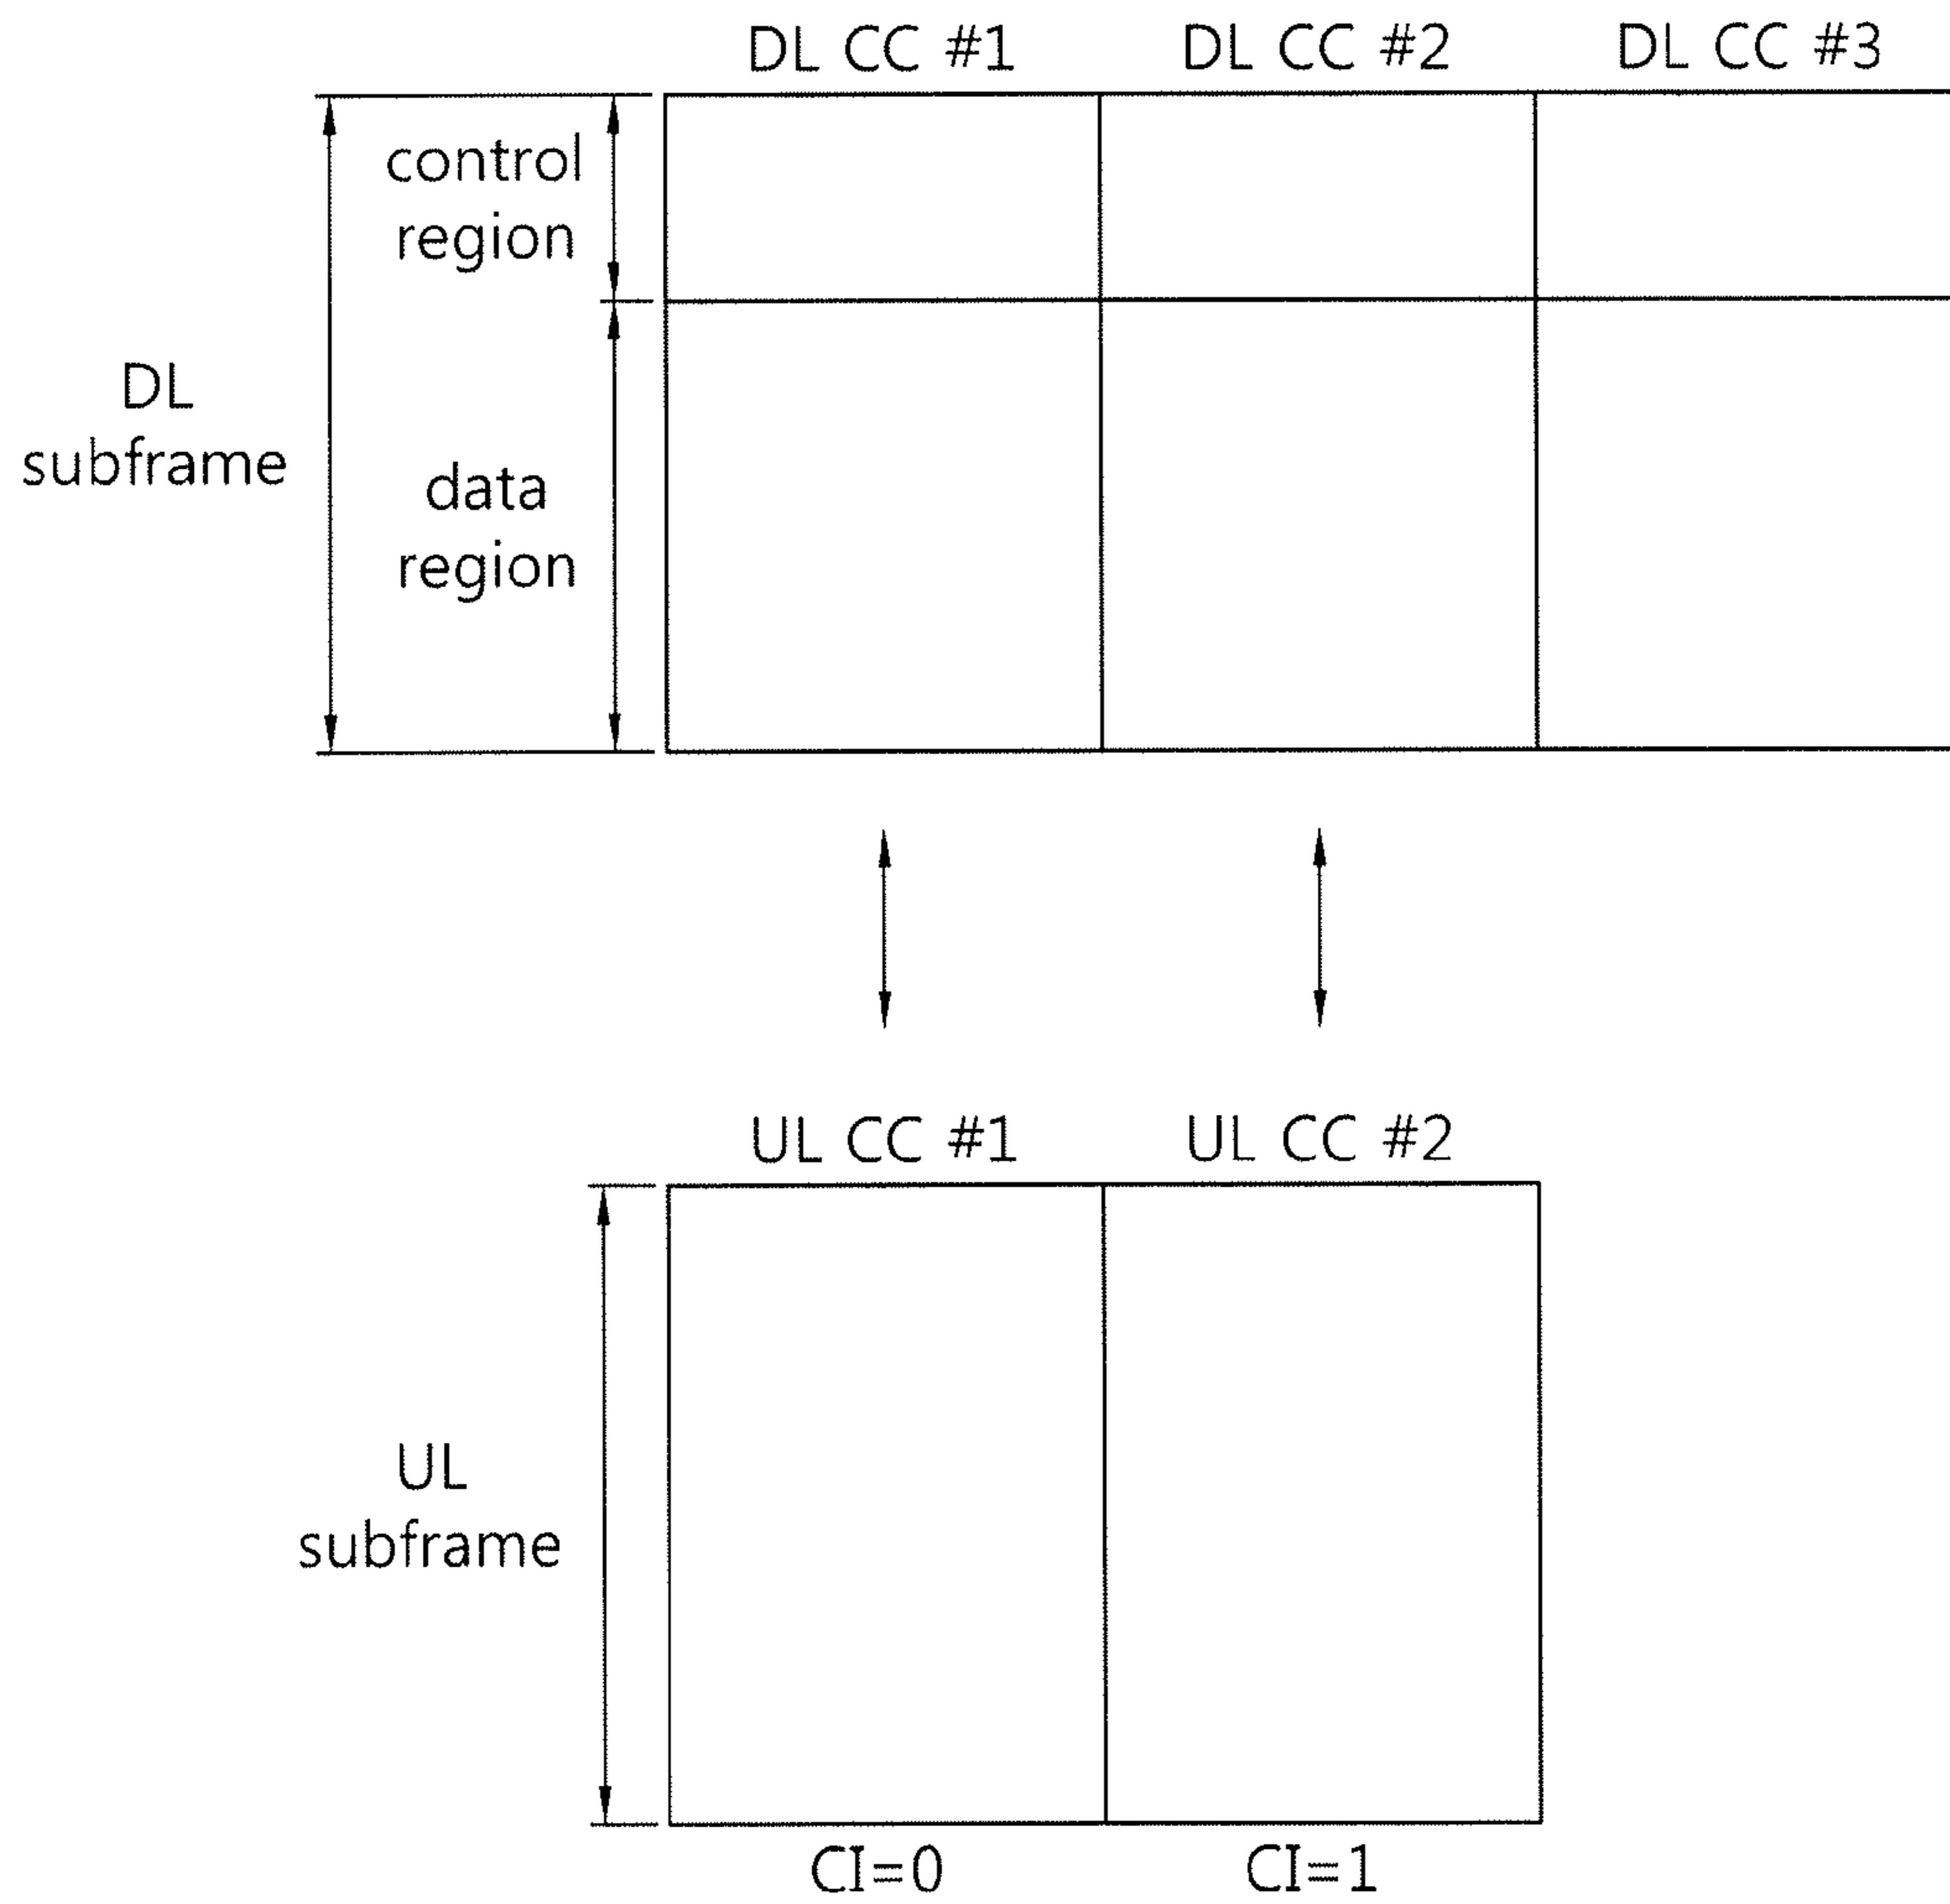 DL CC #1 DL CC #2 DL CC #3
control
region
DL
subframe
data
region
UL CC #1 UL CC #2
UL
subframe
CI=0 CI=1